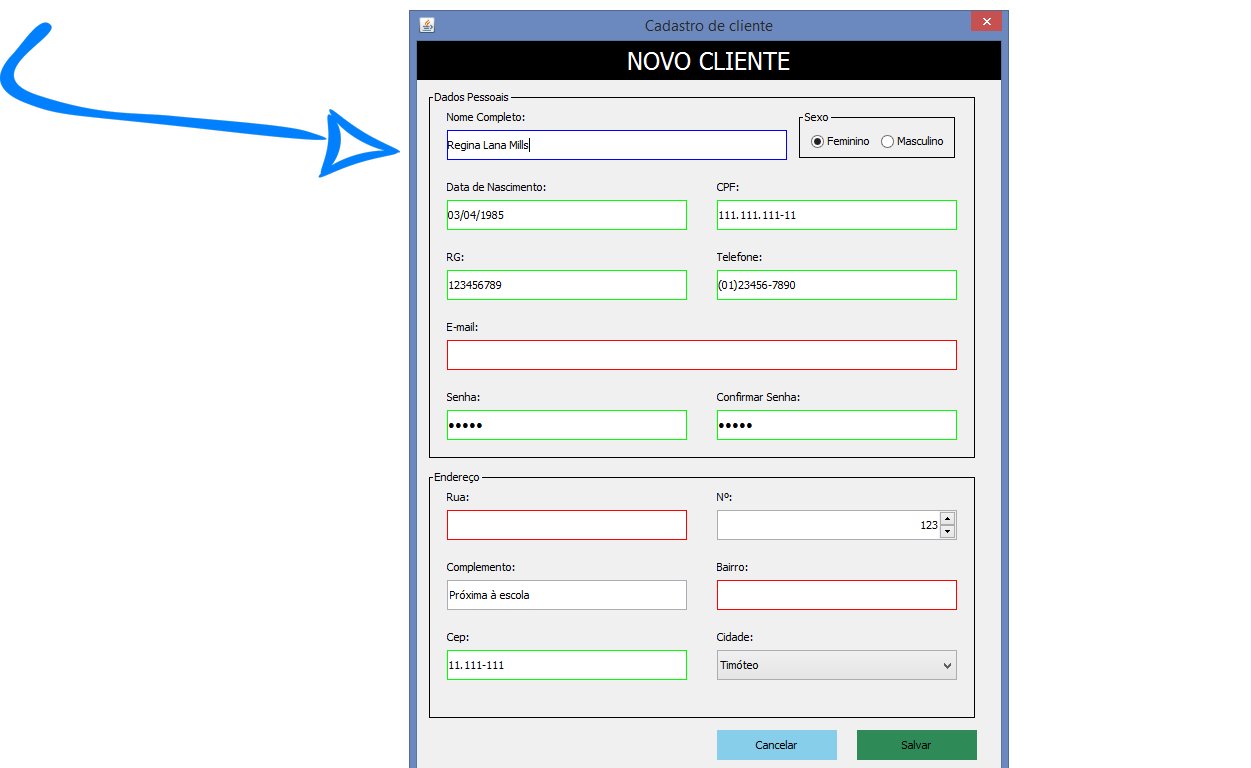 Cadastro de cliente
NOVO CLIENTE
Dados Pessoais
Nome Completo:
Sexo
Regina Lana Mills
Feminino Masculino
Data de Nascimento: CPF:
03/04/1985 111.111.111-11
RG: Telefone:
123456789 (01)23456-7890
E-mail:
Senha: Confirmar Senha:
••••• •••••
Endereço
Rua: Nº:
123
Complemento: Bairro:
Próxima à escola
Cep: Cidade:
11.111-111 Timóteo
Cancelar Salvar